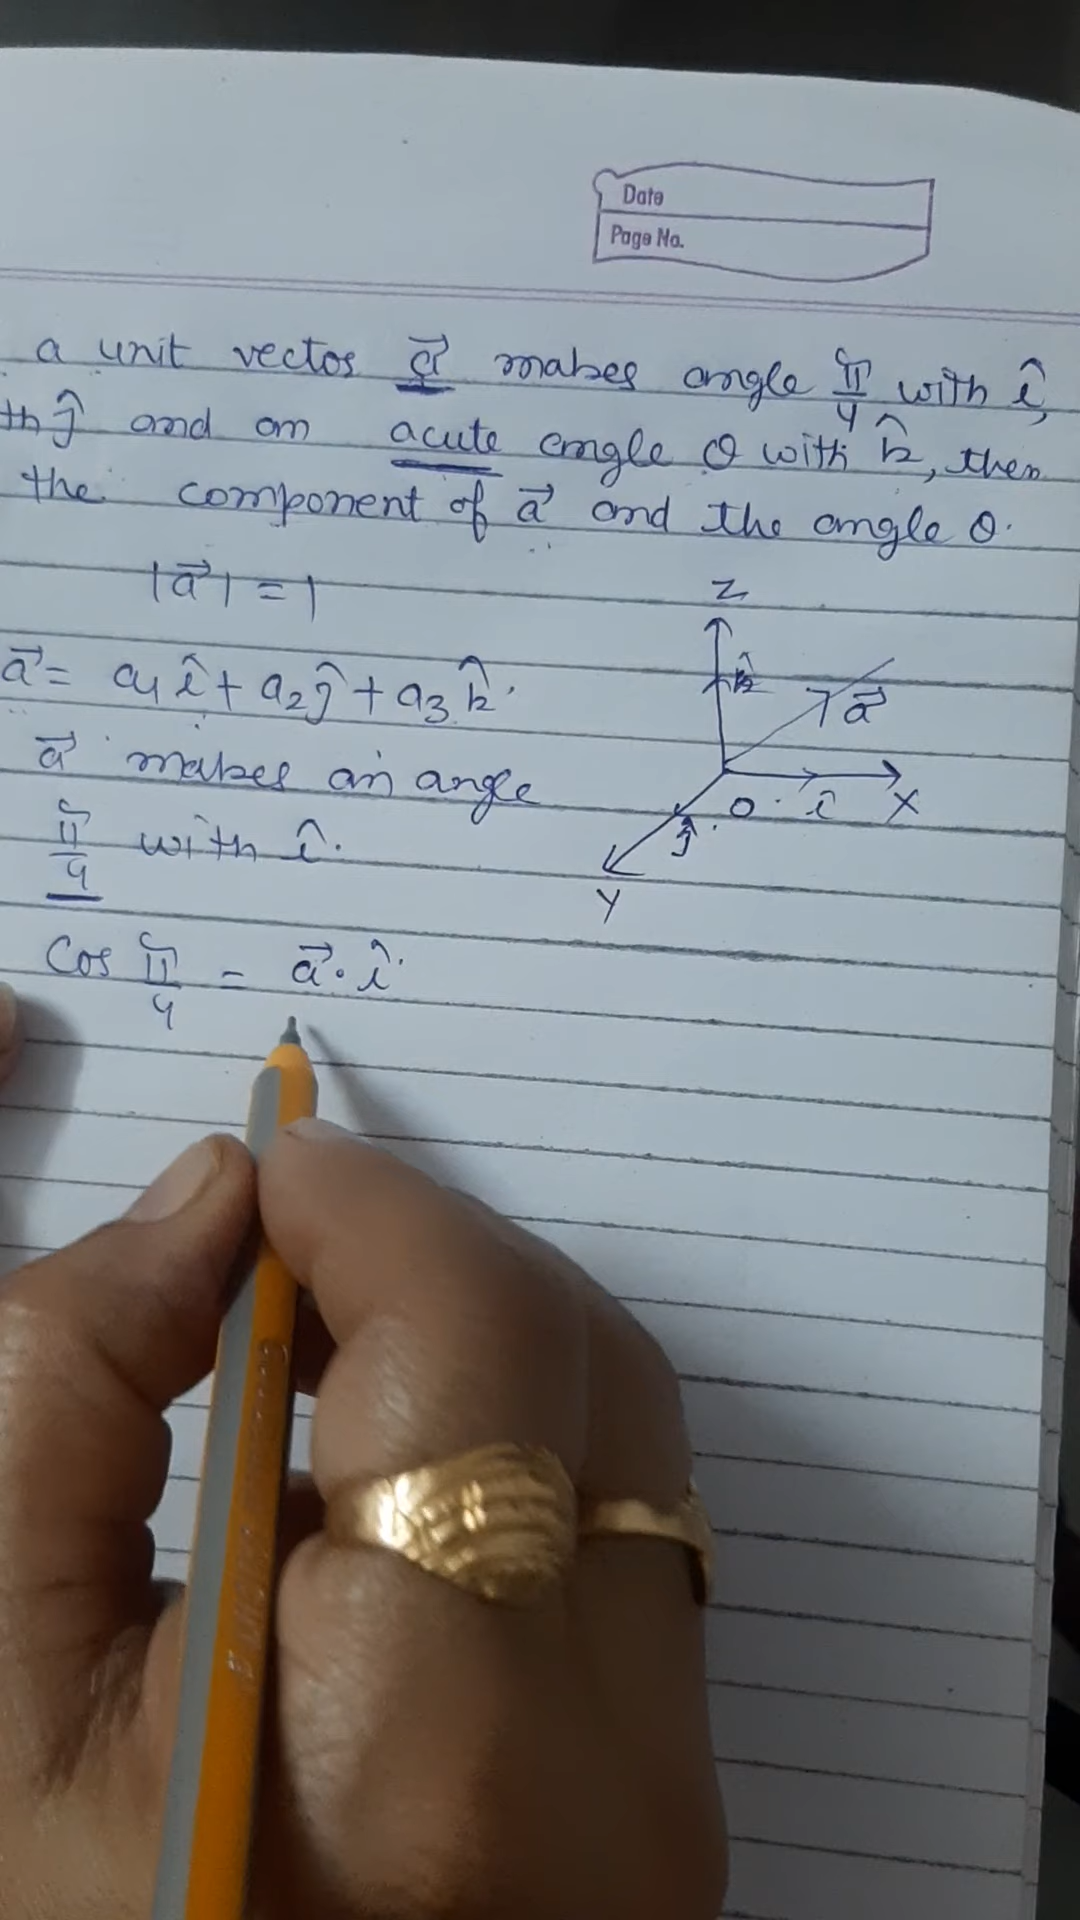 Date
Page No.
a unit vector a⃗ makes angle π/4 with î,
th ĵ and an acute angle θ with k̂, then
the component of a⃗ and the angle θ.
|a⃗| = 1
a⃗ = a1 î + a2 ĵ + a3 k̂.
a⃗ makes an angle
π/4 with î.
Cos π/4 = a⃗ · î
Z
k̂
a⃗
O
î
X
ĵ
Y